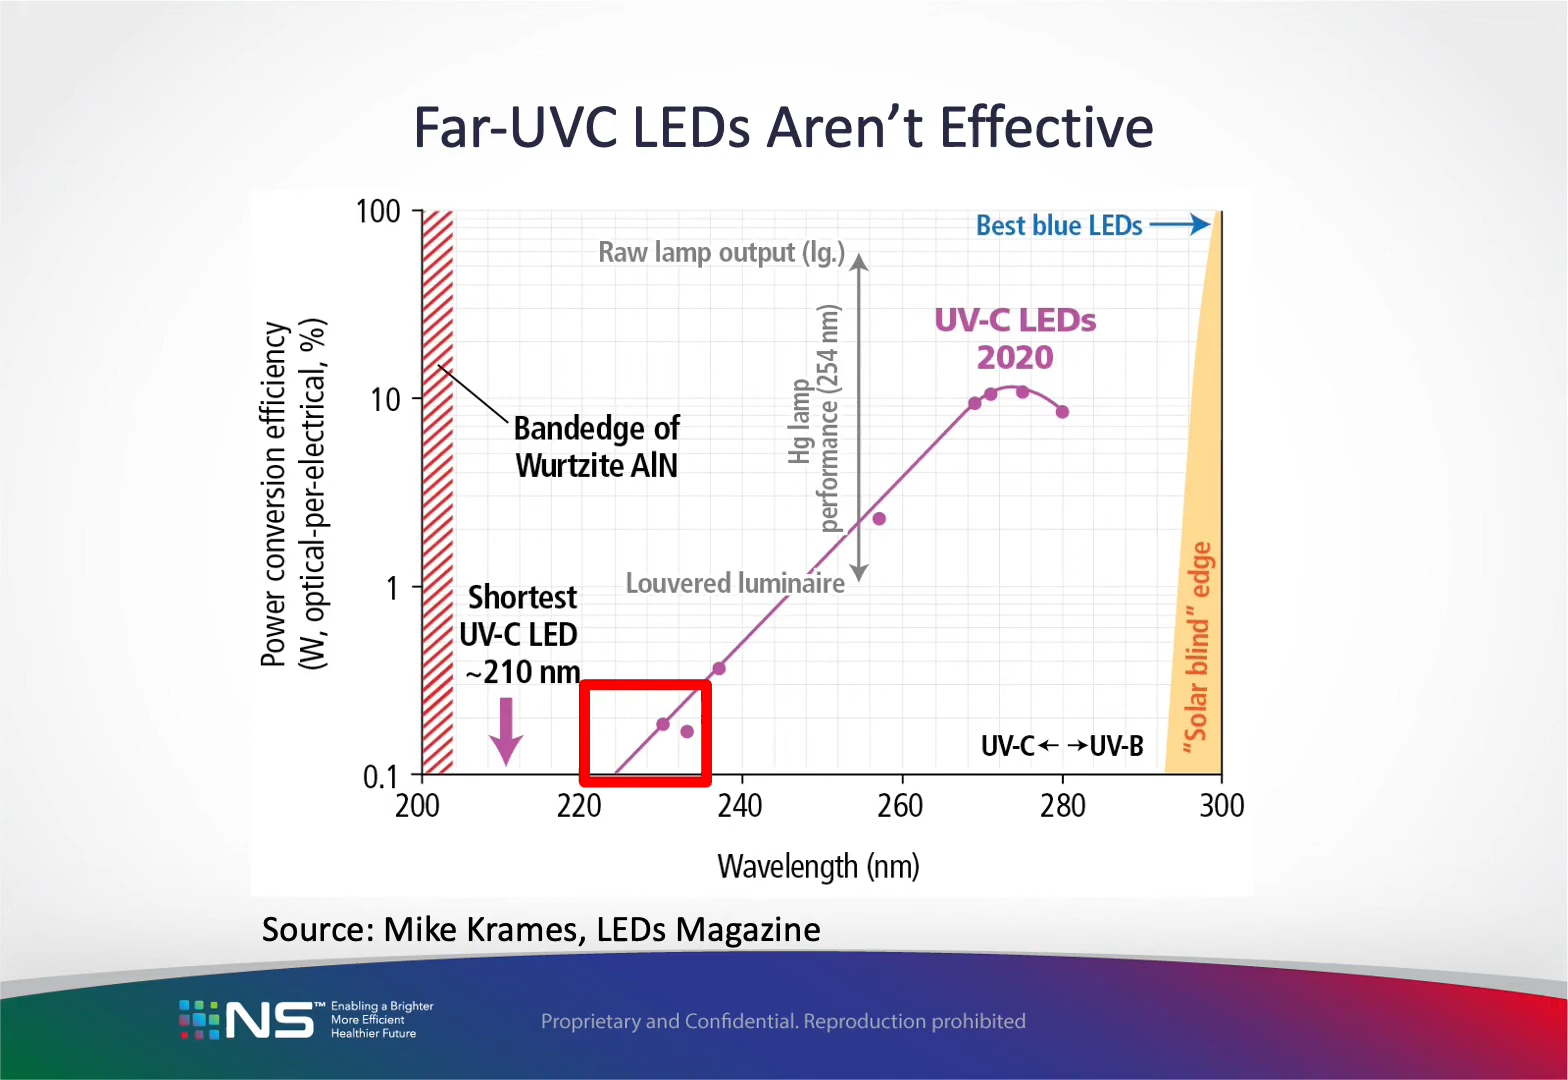 Far-UVC LEDs Aren’t Effective
100
10
1
0.1
Power conversion efficiency
(W, optical-per-electrical, %)
Raw lamp output (lg.)
Best blue LEDs
UV-C LEDs
2020
Hg lamp
performance (254 nm)
Bandedge of
Wurtzite AlN
Louvered luminaire
Shortest
UV-C LED
~210 nm
"Solar blind" edge
UV-C←→UV-B
200 220 240 260 280 300
Wavelength (nm)
Source: Mike Krames, LEDs Magazine
NS™
Enabling a Brighter
More Efficient
Healthier Future
Proprietary and Confidential. Reproduction prohibited